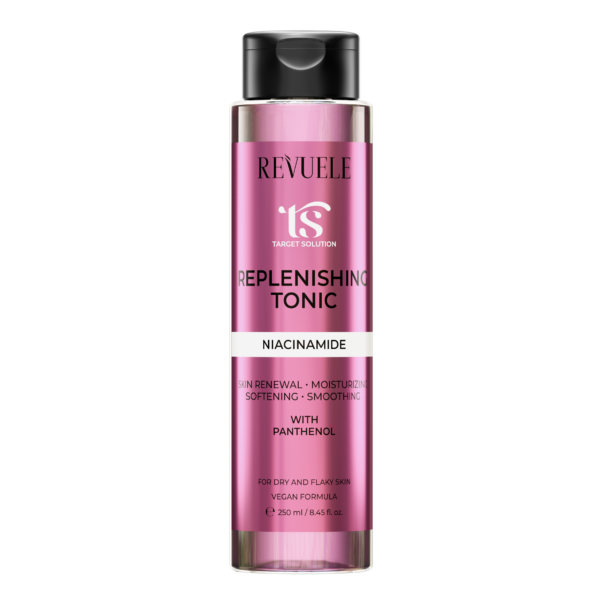 REVUELE
ts
TARGET SOLUTION
REPLENISHING
TONIC
NIACINAMIDE
SKIN RENEWAL • MOISTURIZING
SOFTENING • SMOOTHING
WITH
PANTHENOL
FOR DRY AND FLAKY SKIN
VEGAN FORMULA
℮ 250 ml / 8.45 fl. oz.